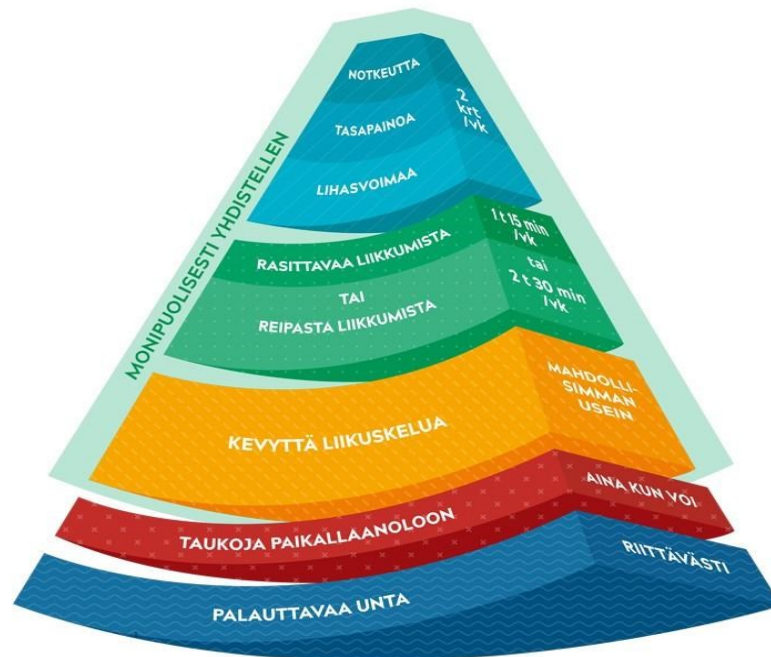 MONIPUOLISESTI YHDISTELLEN
NOTKEUTTA
TASAPAINOA
LIHASVOIMAA
2
krt
/vk
RASITTAVAA LIIKKUMISTA
1 t 15 min
/vk
TAI
tai
REIPASTA LIIKKUMISTA
2 t 30 min
/vk
KEVYTTÄ LIIKUSKELUA
MAHDOLLI-
SIMMAN
USEIN
TAUKOJA PAIKALLAANOLOON
AINA KUN VOI
PALAUTTAVAA UNTA
RIITTÄVÄSTI